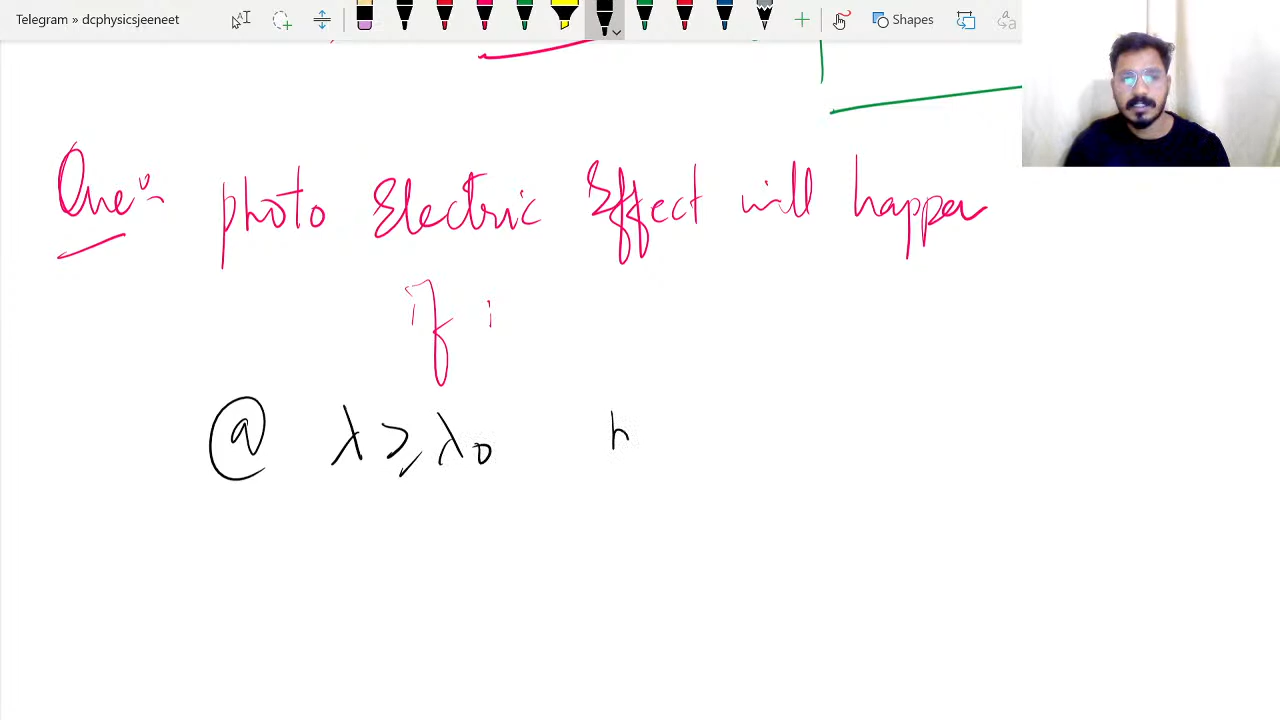 Telegram » dcphysicsjeeneet
Shapes
Que:- photo Electric Effect will happen
if :
(a) λ ≥ λ0 h